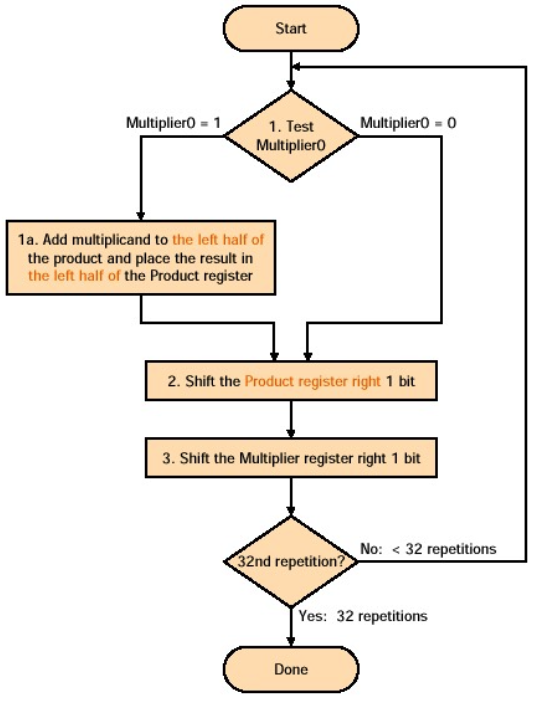 Start
Multiplier0 = 1
1. Test
Multiplier0
Multiplier0 = 0
1a. Add multiplicand to the left half of
the product and place the result in
the left half of the Product register
2. Shift the Product register right 1 bit
3. Shift the Multiplier register right 1 bit
32nd repetition?
No: < 32 repetitions
Yes: 32 repetitions
Done